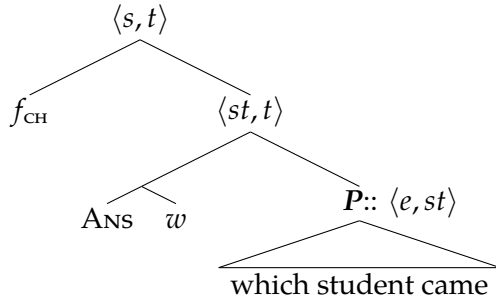 ⟨s, t⟩
f_CH ⟨st, t⟩
ANS w P:: ⟨e, st⟩
which student came